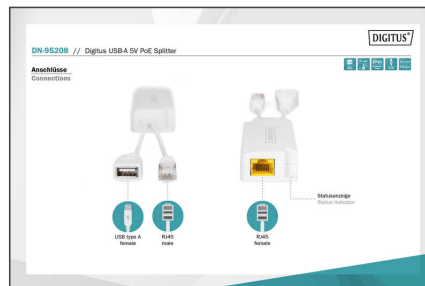 DIGITUS®
DN-95208 // Digitus USB-A 5V PoE Splitter
Anschlüsse
Connections
Statusanzeige
Status indicator
USB type A
female
RJ45
male
RJ45
female